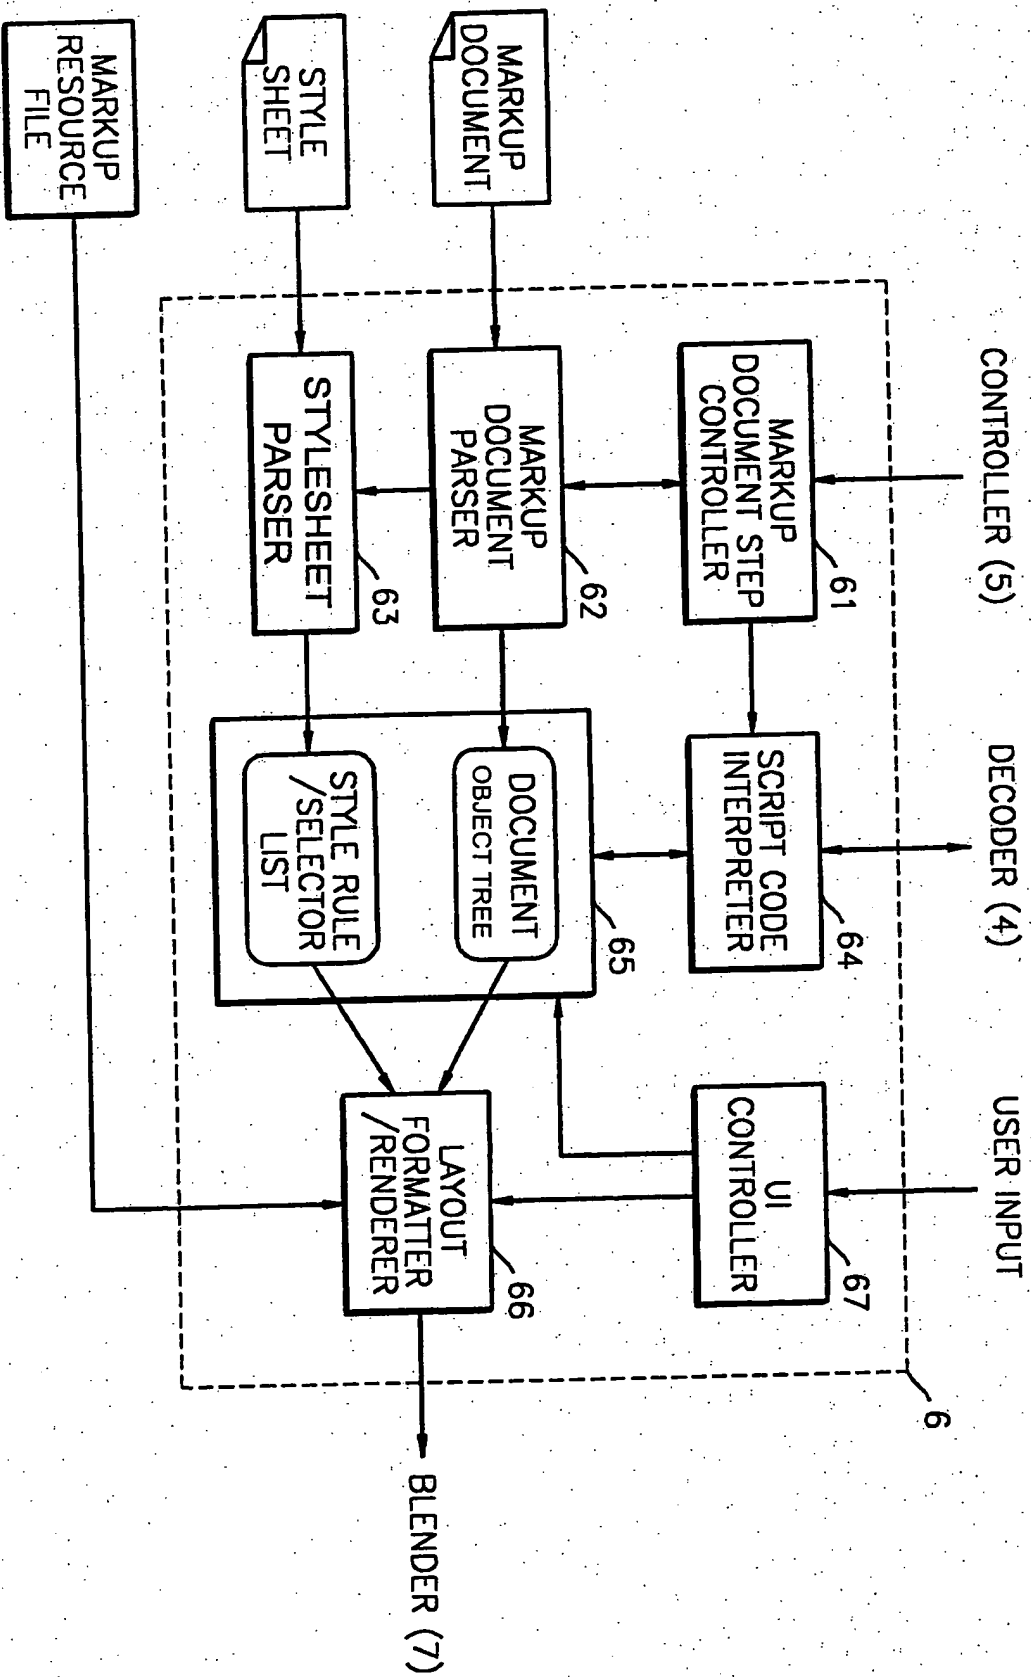 CONTROLLER (5)
DECODER (4)
USER INPUT
6
MARKUP
DOCUMENT STEP
CONTROLLER
61
SCRIPT CODE
INTERPRETER
64
UI
CONTROLLER
67
MARKUP
DOCUMENT
MARKUP
DOCUMENT
PARSER
62
DOCUMENT
OBJECT TREE
65
STYLE
SHEET
STYLESHEET
PARSER
63
STYLE RULE
/SELECTOR
LIST
LAYOUT
FORMATTER
/RENDERER
66
BLENDER (7)
MARKUP
RESOURCE
FILE